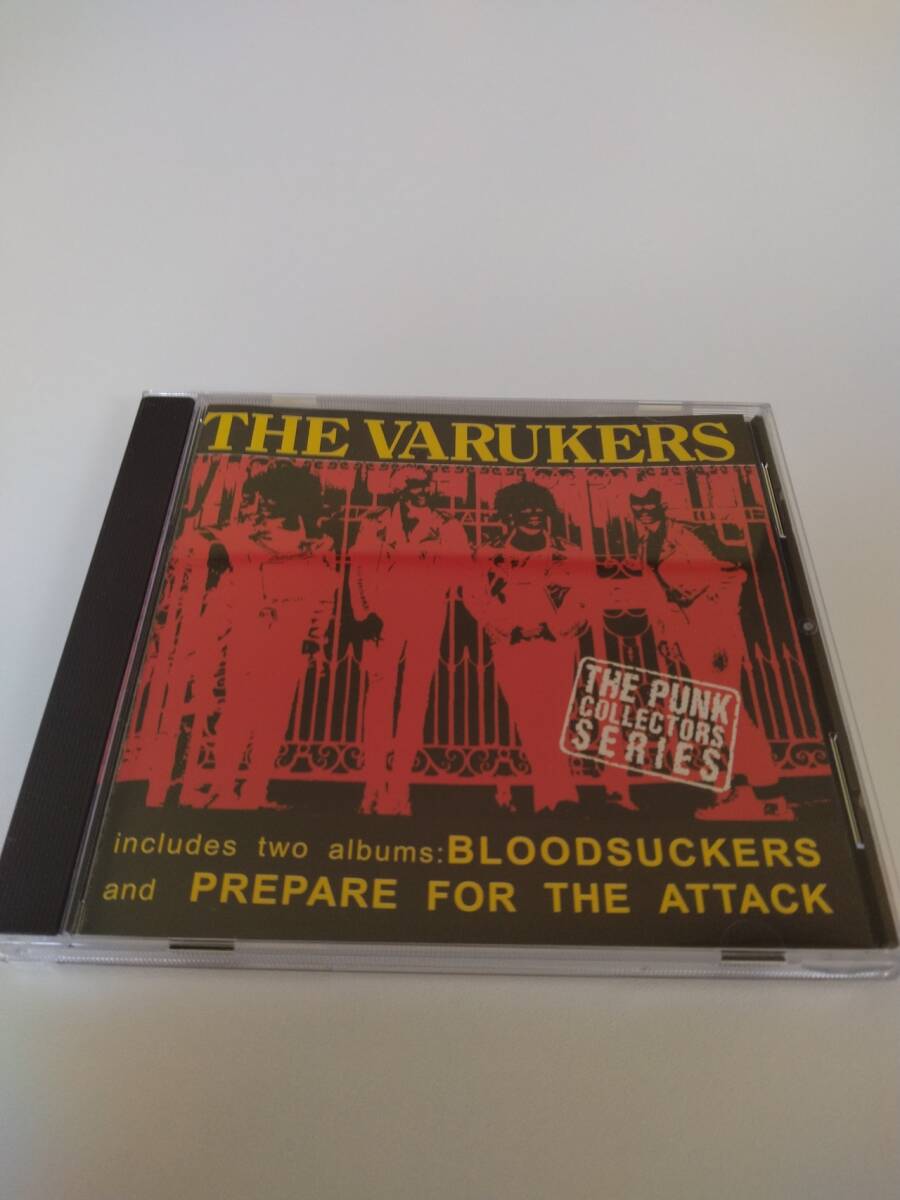 THE VARUKERS
THE PUNK
COLLECTORS
SERIES
includes two albums: BLOODSUCKERS
and PREPARE FOR THE ATTACK